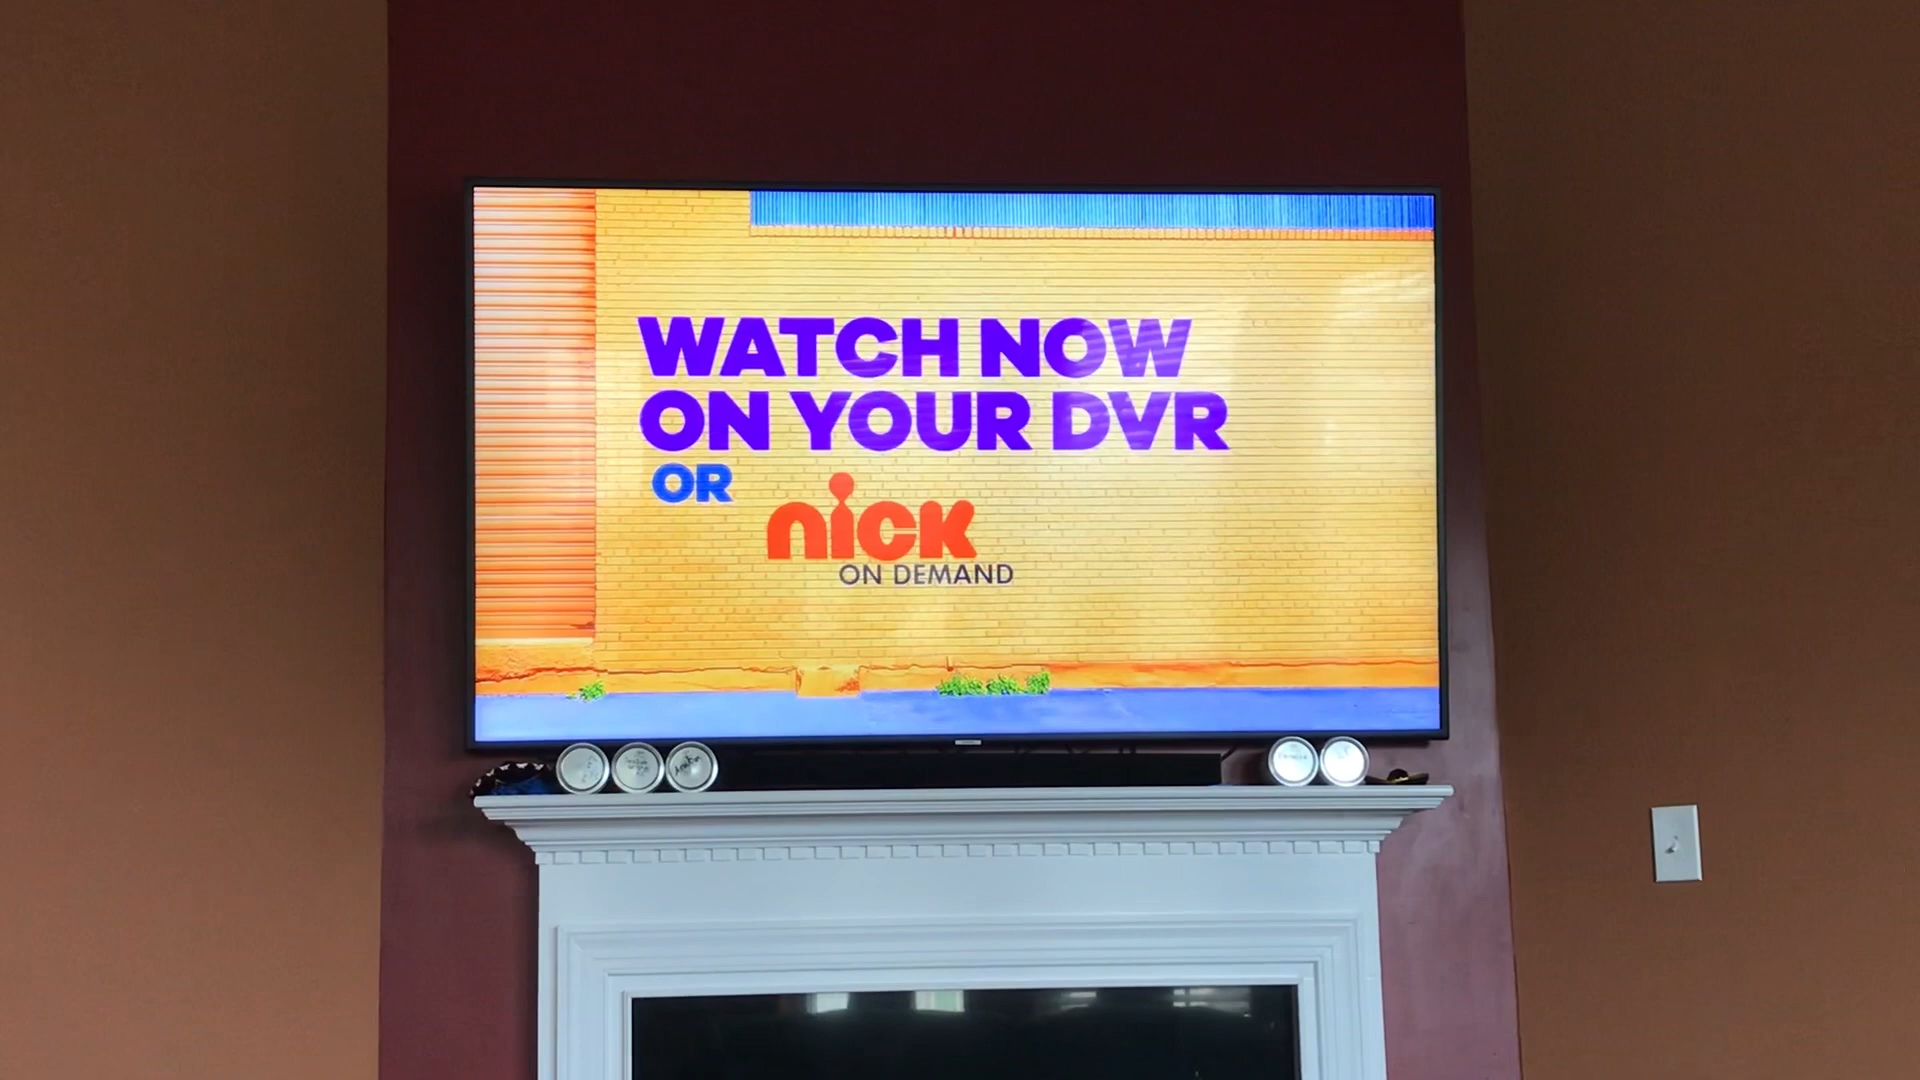 WATCH NOW
ON YOUR DVR
OR
nick
ON DEMAND